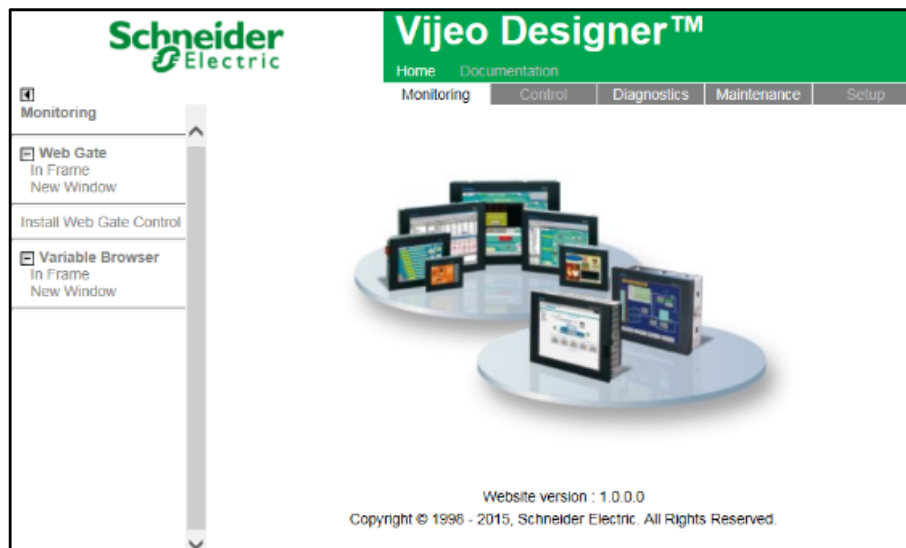 Schneider
Electric
Vijeo Designer™
Home Documentation
Monitoring Control Diagnostics Maintenance Setup
Monitoring
Web Gate
In Frame
New Window
Install Web Gate Control
Variable Browser
In Frame
New Window
Website version : 1.0.0.0
Copyright © 1996 - 2015, Schneider Electric. All Rights Reserved.